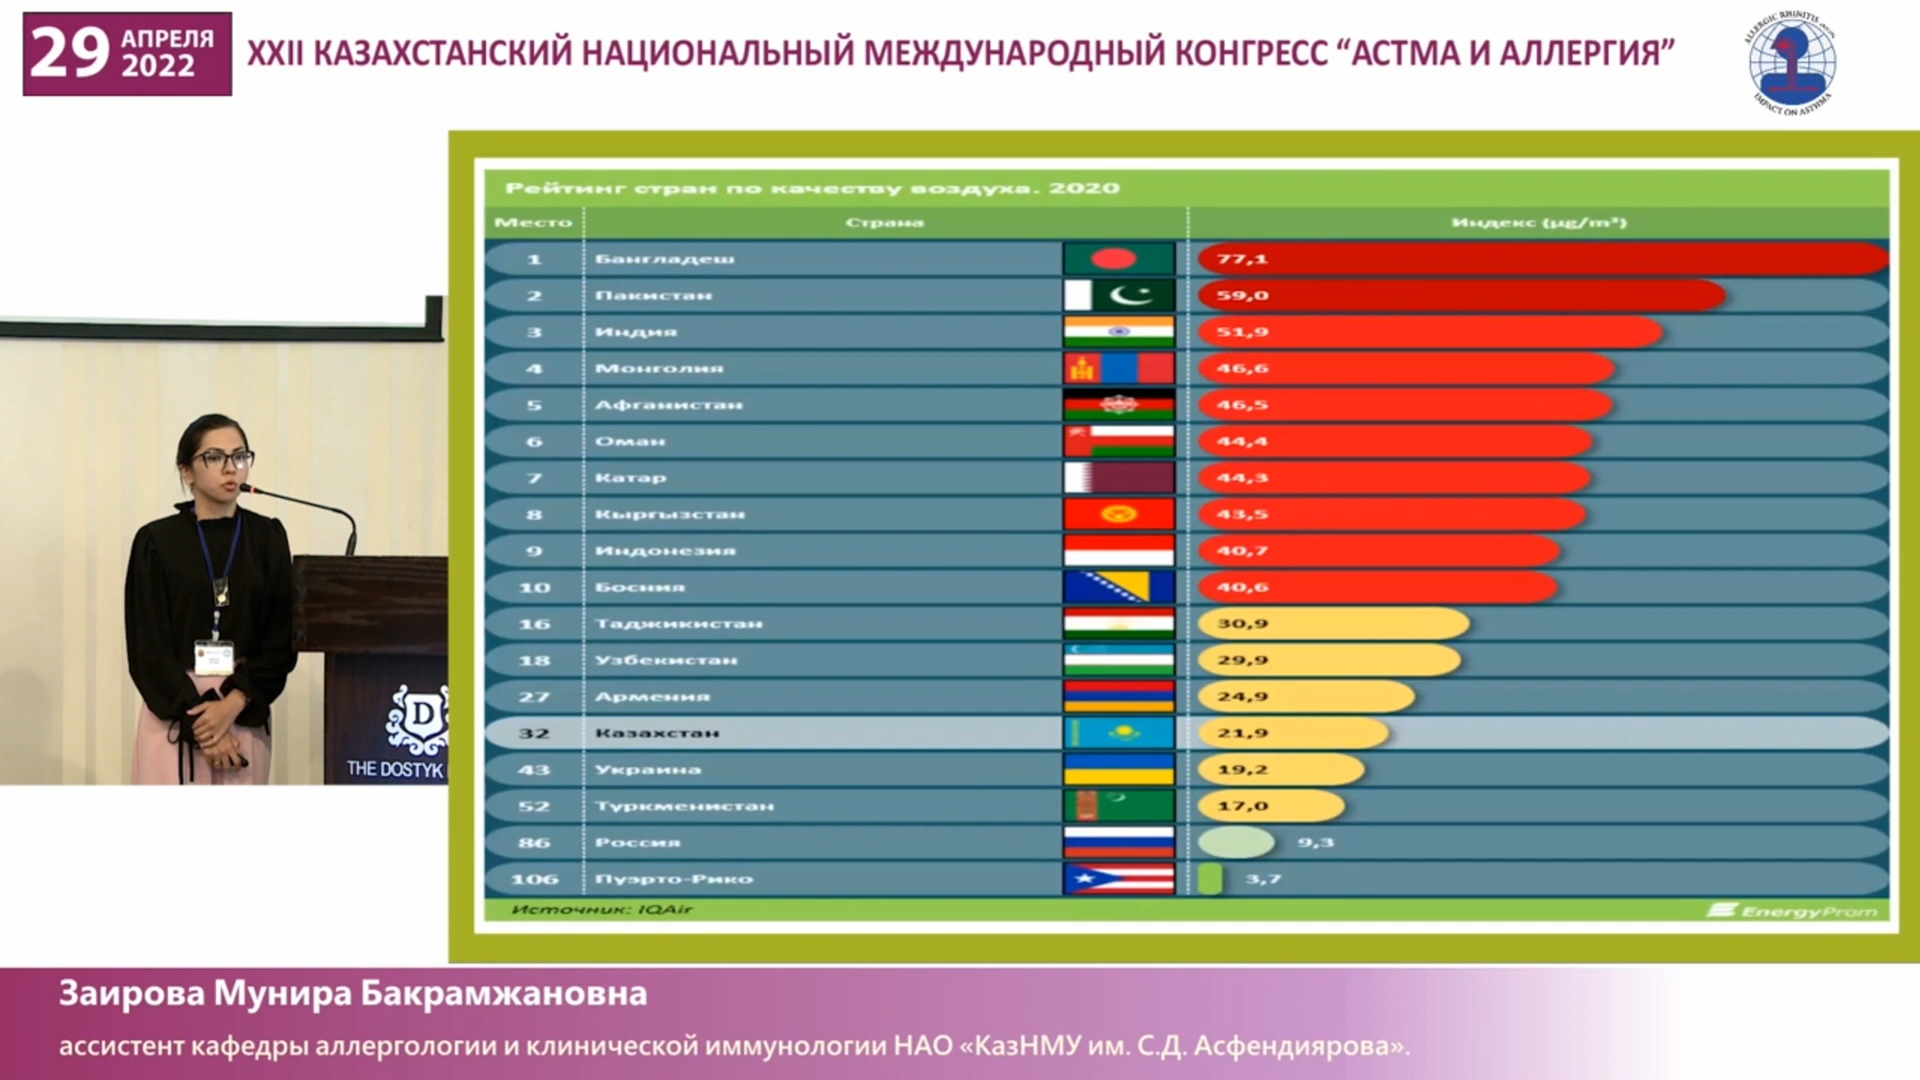 29 АПРЕЛЯ 2022
XXII КАЗАХСТАНСКИЙ НАЦИОНАЛЬНЫЙ МЕЖДУНАРОДНЫЙ КОНГРЕСС “АСТМА И АЛЛЕРГИЯ”
ALLERGIC RHINITIS
IMPACT ON ASTHMA
Рейтинг стран по качеству воздуха. 2020
Место Страна Индекс (µg/m³)
1 Бангладеш 77,1
2 Пакистан 59,0
3 Индия 51,9
4 Монголия 46,6
5 Афганистан 46,5
6 Оман 44,4
7 Катар 44,3
8 Кыргызстан 43,5
9 Индонезия 40,7
10 Босния 40,6
16 Таджикистан 30,9
18 Узбекистан 29,9
27 Армения 24,9
32 Казахстан 21,9
43 Украина 19,2
52 Туркменистан 17,0
86 Россия 9,3
106 Пуэрто-Рико 3,7
Источник: IQAir
EnergyProm
D
THE DOSTYK
Заирова Мунира Бакрамжановна
ассистент кафедры аллергологии и клинической иммунологии НАО «КазНМУ им. С.Д. Асфендиярова».